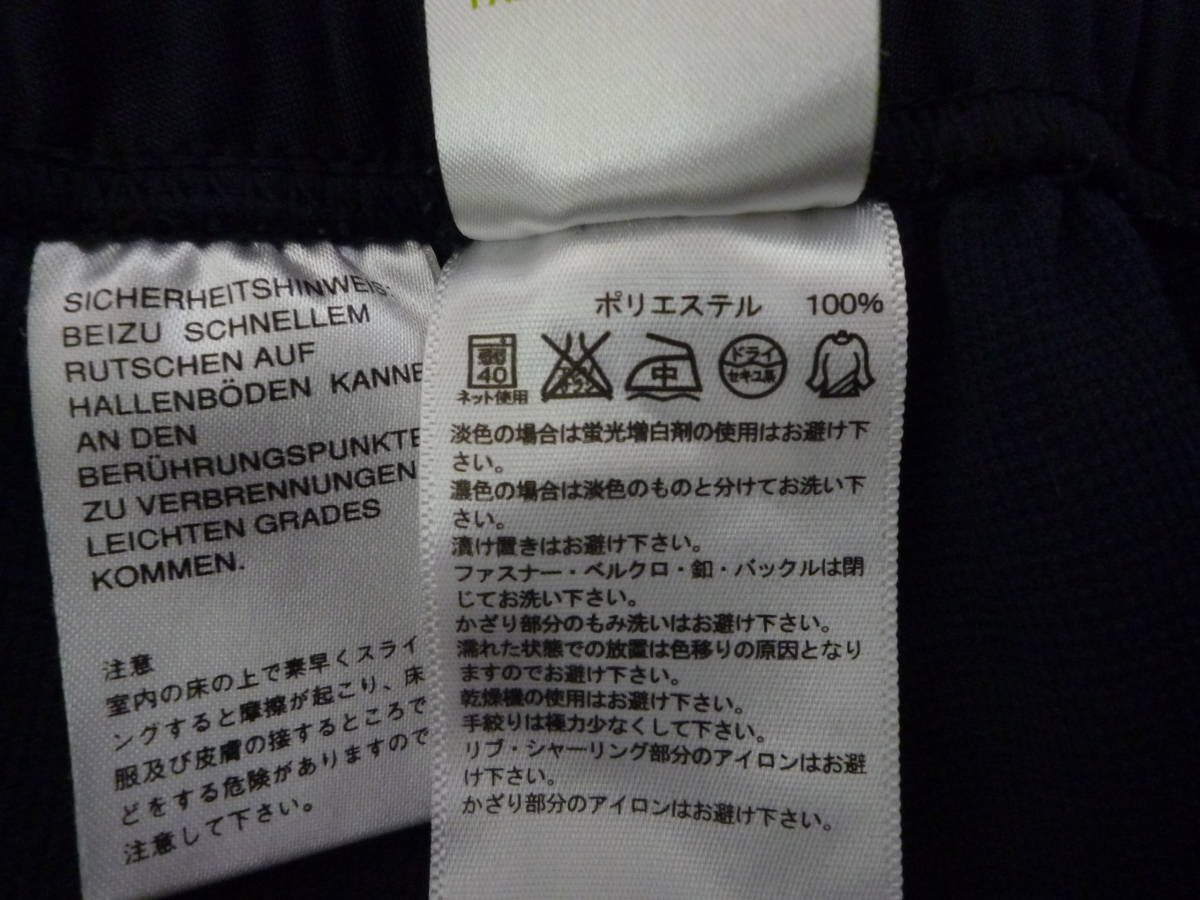 SICHERHEITSHINWEIS:
BEIZU SCHNELLEM
RUTSCHEN AUF
HALLENBÖDEN KANNE
AN DEN
BERÜHRUNGSPUNKTE
ZU VERBRENNUNGEN
LEICHTEN GRADES
KOMMEN.
注意
室内の床の上で素早くスライ
ングすると摩擦が起こり、床
服及び皮膚の接するところで
どをする危険がありますので
注意して下さい。
ポリエステル 100%
弱
40
ネット使用
中
ドライ
セキユ系
淡色の場合は蛍光増白剤の使用はお避け下
さい。
濃色の場合は淡色のものと分けてお洗い下
さい。
漬け置きはお避け下さい。
ファスナー・ベルクロ・釦・バックルは閉
じてお洗い下さい。
かざり部分のもみ洗いはお避け下さい。
濡れた状態での放置は色移りの原因となり
ますのでお避け下さい。
乾燥機の使用はお避け下さい。
手絞りは極力少なくして下さい。
リブ・シャーリング部分のアイロンはお避
け下さい。
かざり部分のアイロンはお避け下さい。